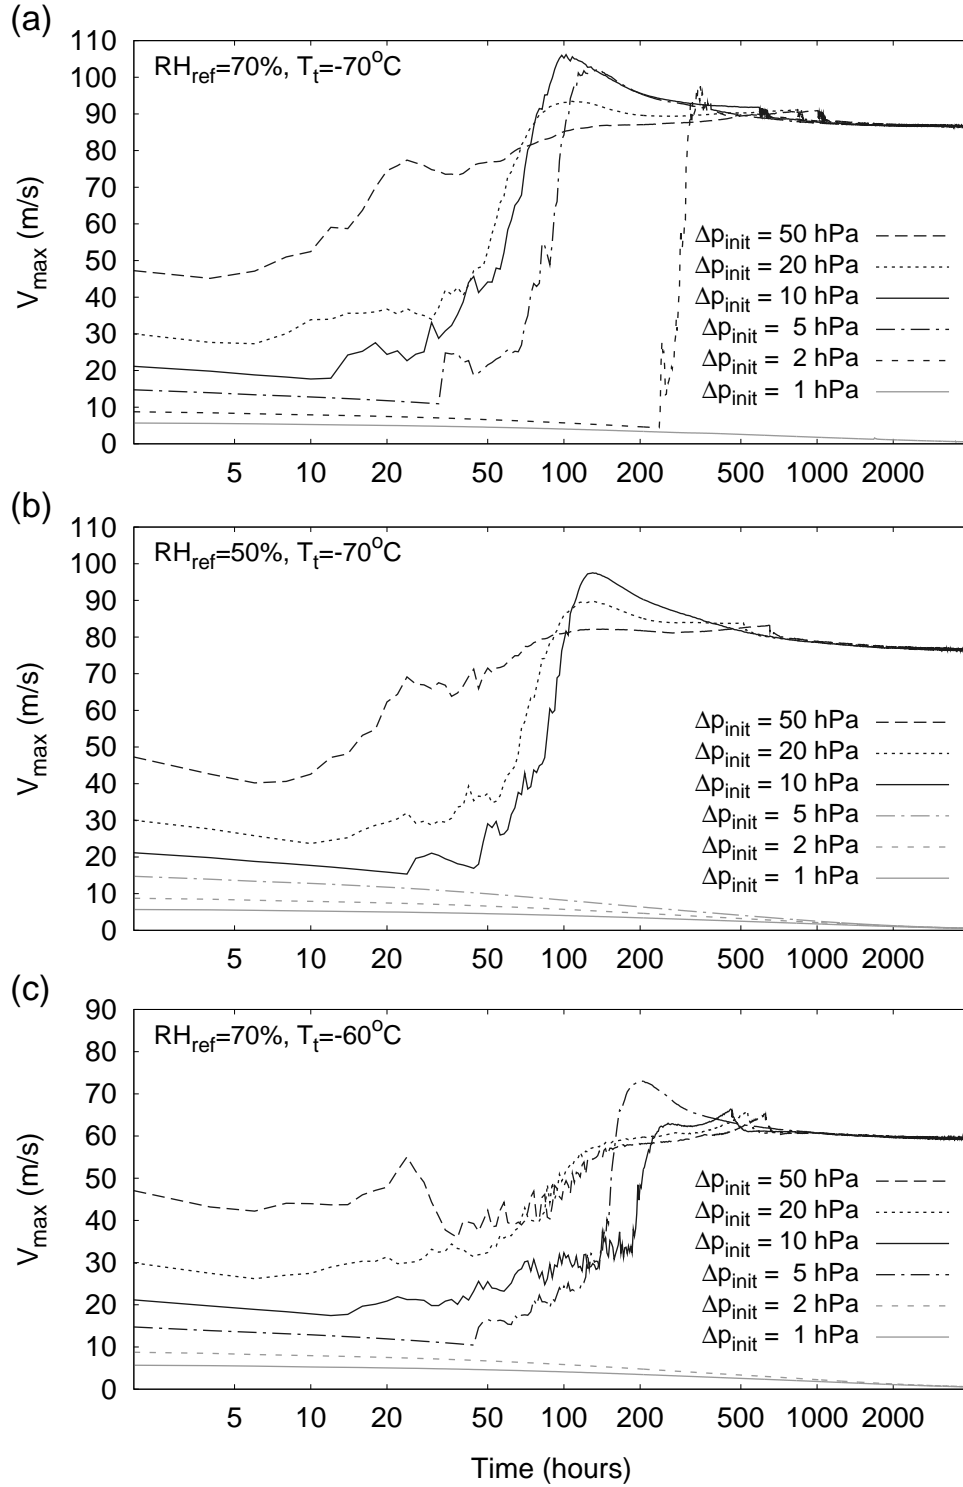 (a)
110
100
90
80
70
60
50
40
30
20
10
0
V_max (m/s)
RH_ref=70%, T_t=-70°C
Δp_init = 50 hPa
Δp_init = 20 hPa
Δp_init = 10 hPa
Δp_init = 5 hPa
Δp_init = 2 hPa
Δp_init = 1 hPa
5 10 20 50 100 200 500 1000 2000
(b)
110
100
90
80
70
60
50
40
30
20
10
0
V_max (m/s)
RH_ref=50%, T_t=-70°C
Δp_init = 50 hPa
Δp_init = 20 hPa
Δp_init = 10 hPa
Δp_init = 5 hPa
Δp_init = 2 hPa
Δp_init = 1 hPa
5 10 20 50 100 200 500 1000 2000
(c)
90
80
70
60
50
40
30
20
10
0
V_max (m/s)
RH_ref=70%, T_t=-60°C
Δp_init = 50 hPa
Δp_init = 20 hPa
Δp_init = 10 hPa
Δp_init = 5 hPa
Δp_init = 2 hPa
Δp_init = 1 hPa
5 10 20 50 100 200 500 1000 2000
Time (hours)